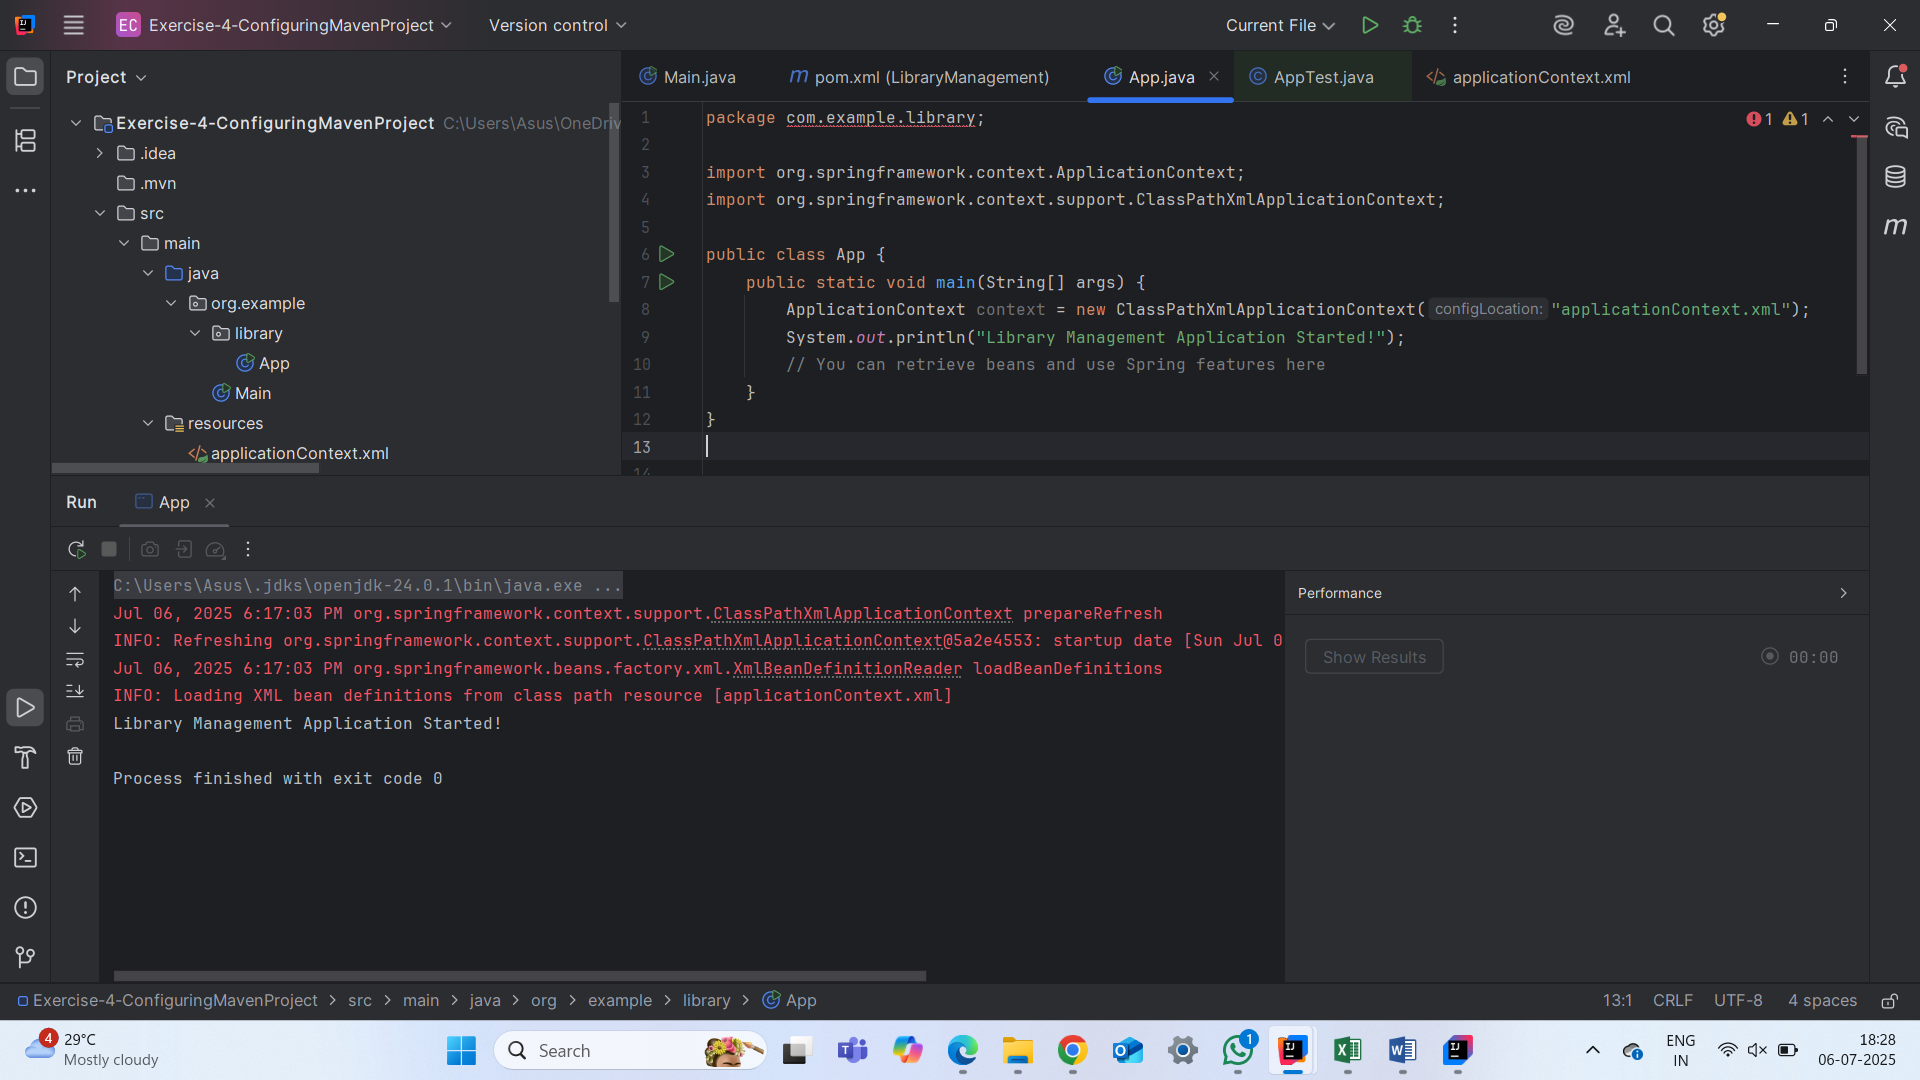 EC Exercise-4-ConfiguringMavenProject Version control Current File
Project
Exercise-4-ConfiguringMavenProject C:\Users\Asus\OneDriv
.idea
.mvn
src
main
java
org.example
library
App
Main
resources
applicationContext.xml
Main.java pom.xml (LibraryManagement) App.java AppTest.java applicationContext.xml
1 package com.example.library; 1 1
2
3 import org.springframework.context.ApplicationContext;
4 import org.springframework.context.support.ClassPathXmlApplicationContext;
5
6 public class App {
7 public static void main(String[] args) {
8 ApplicationContext context = new ClassPathXmlApplicationContext( configLocation: "applicationContext.xml");
9 System.out.println("Library Management Application Started!");
10 // You can retrieve beans and use Spring features here
11 }
12 }
13
14
Run App
C:\Users\Asus\.jdks\openjdk-24.0.1\bin\java.exe ...
Jul 06, 2025 6:17:03 PM org.springframework.context.support.ClassPathXmlApplicationContext prepareRefresh
INFO: Refreshing org.springframework.context.support.ClassPathXmlApplicationContext@5a2e4553: startup date [Sun Jul 0
Jul 06, 2025 6:17:03 PM org.springframework.beans.factory.xml.XmlBeanDefinitionReader loadBeanDefinitions
INFO: Loading XML bean definitions from class path resource [applicationContext.xml]
Library Management Application Started!
Process finished with exit code 0
Performance
Show Results 00:00
Exercise-4-ConfiguringMavenProject > src > main > java > org > example > library > App 13:1 CRLF UTF-8 4 spaces
4 29°C
Mostly cloudy
Search
1
ENG
IN
18:28
06-07-2025